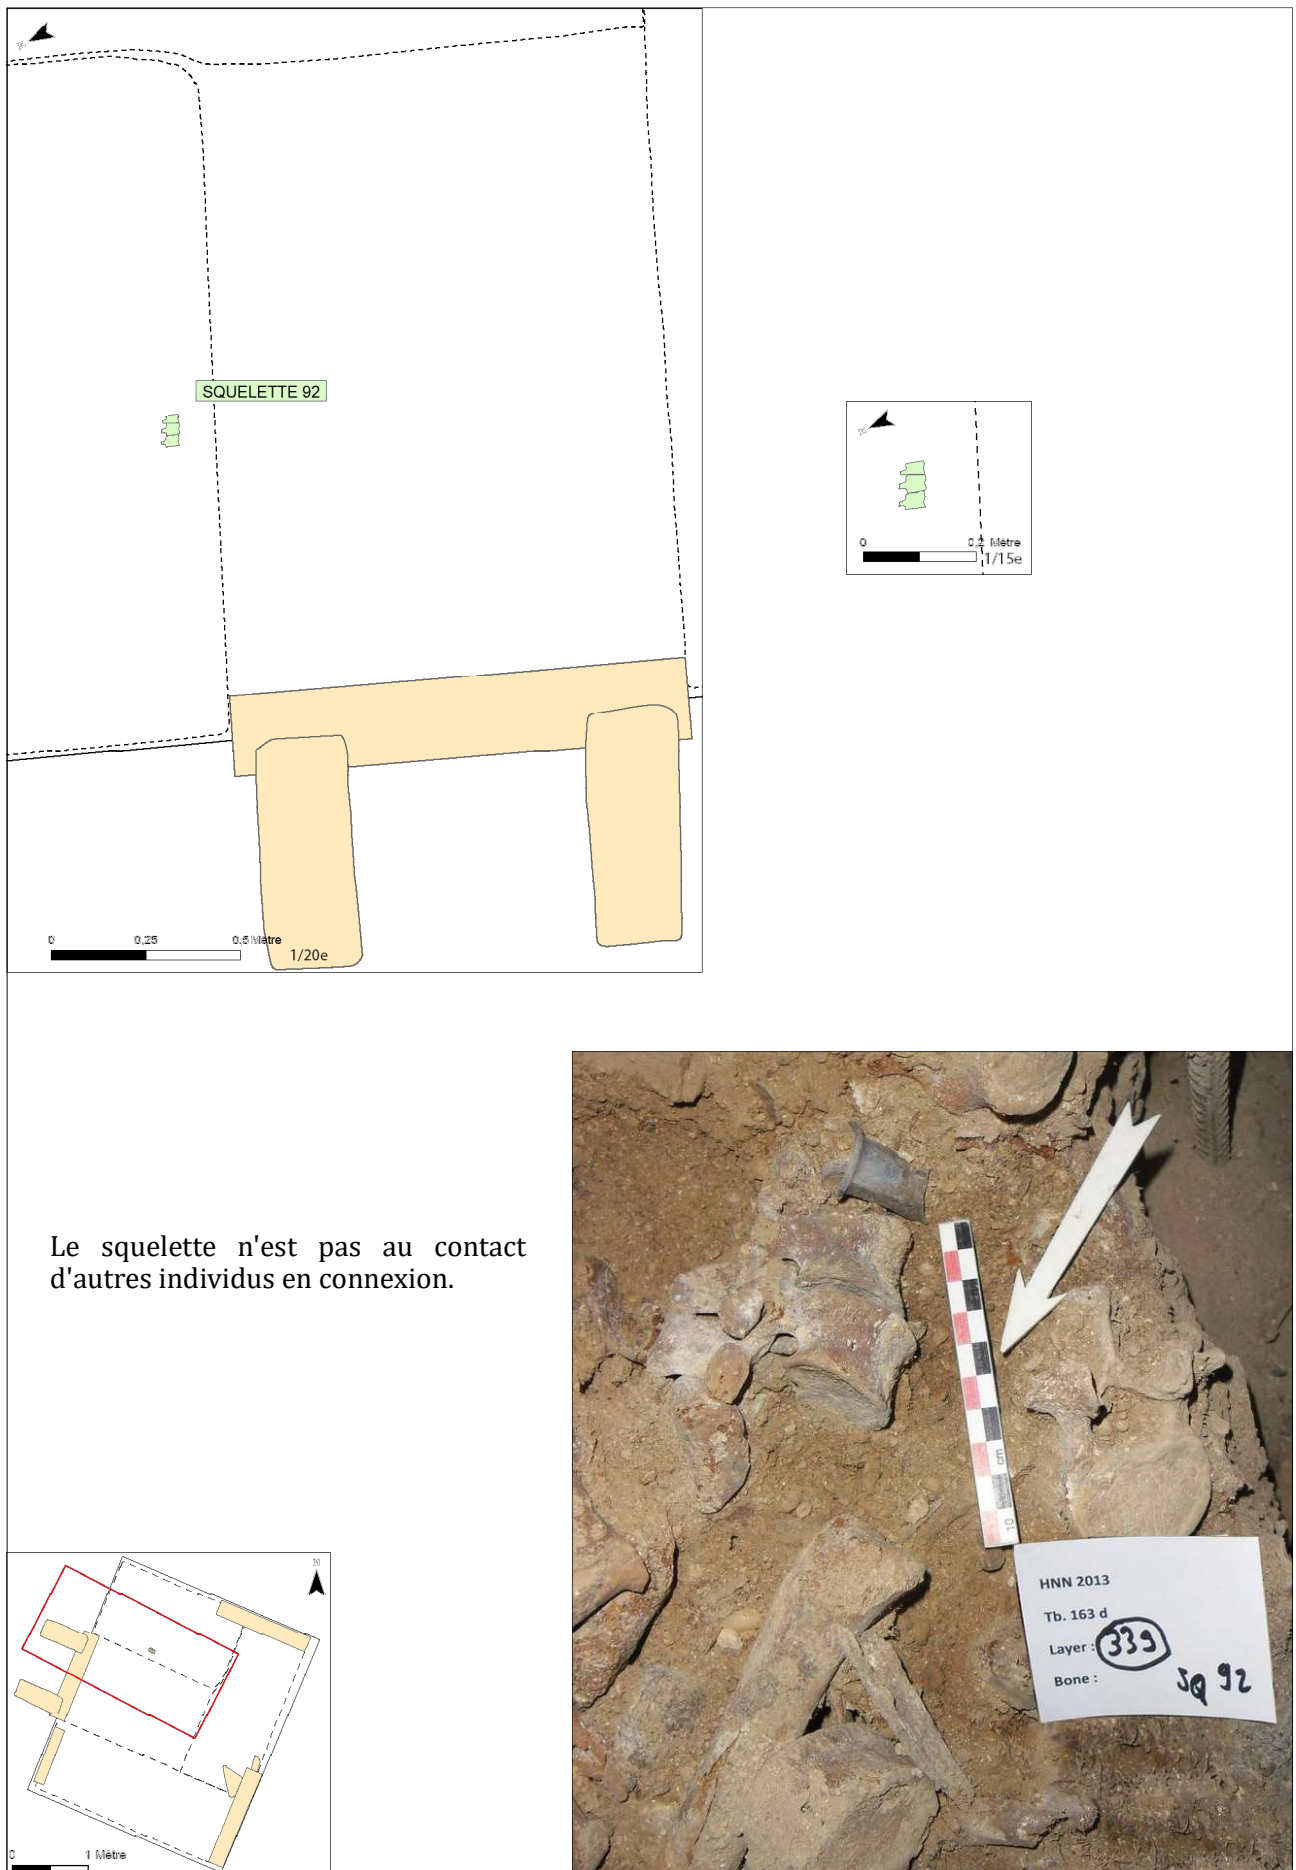 SQUELETTE 92
0 0,25 0,5 Mètre
1/20e
0 0,2 Mètre
1/15e
Le squelette n'est pas au contact
d'autres individus en connexion.
cm
10
HNN 2013
Tb. 163 d
Layer : 339
Bone :
SQ 92
N
0 1 Mètre